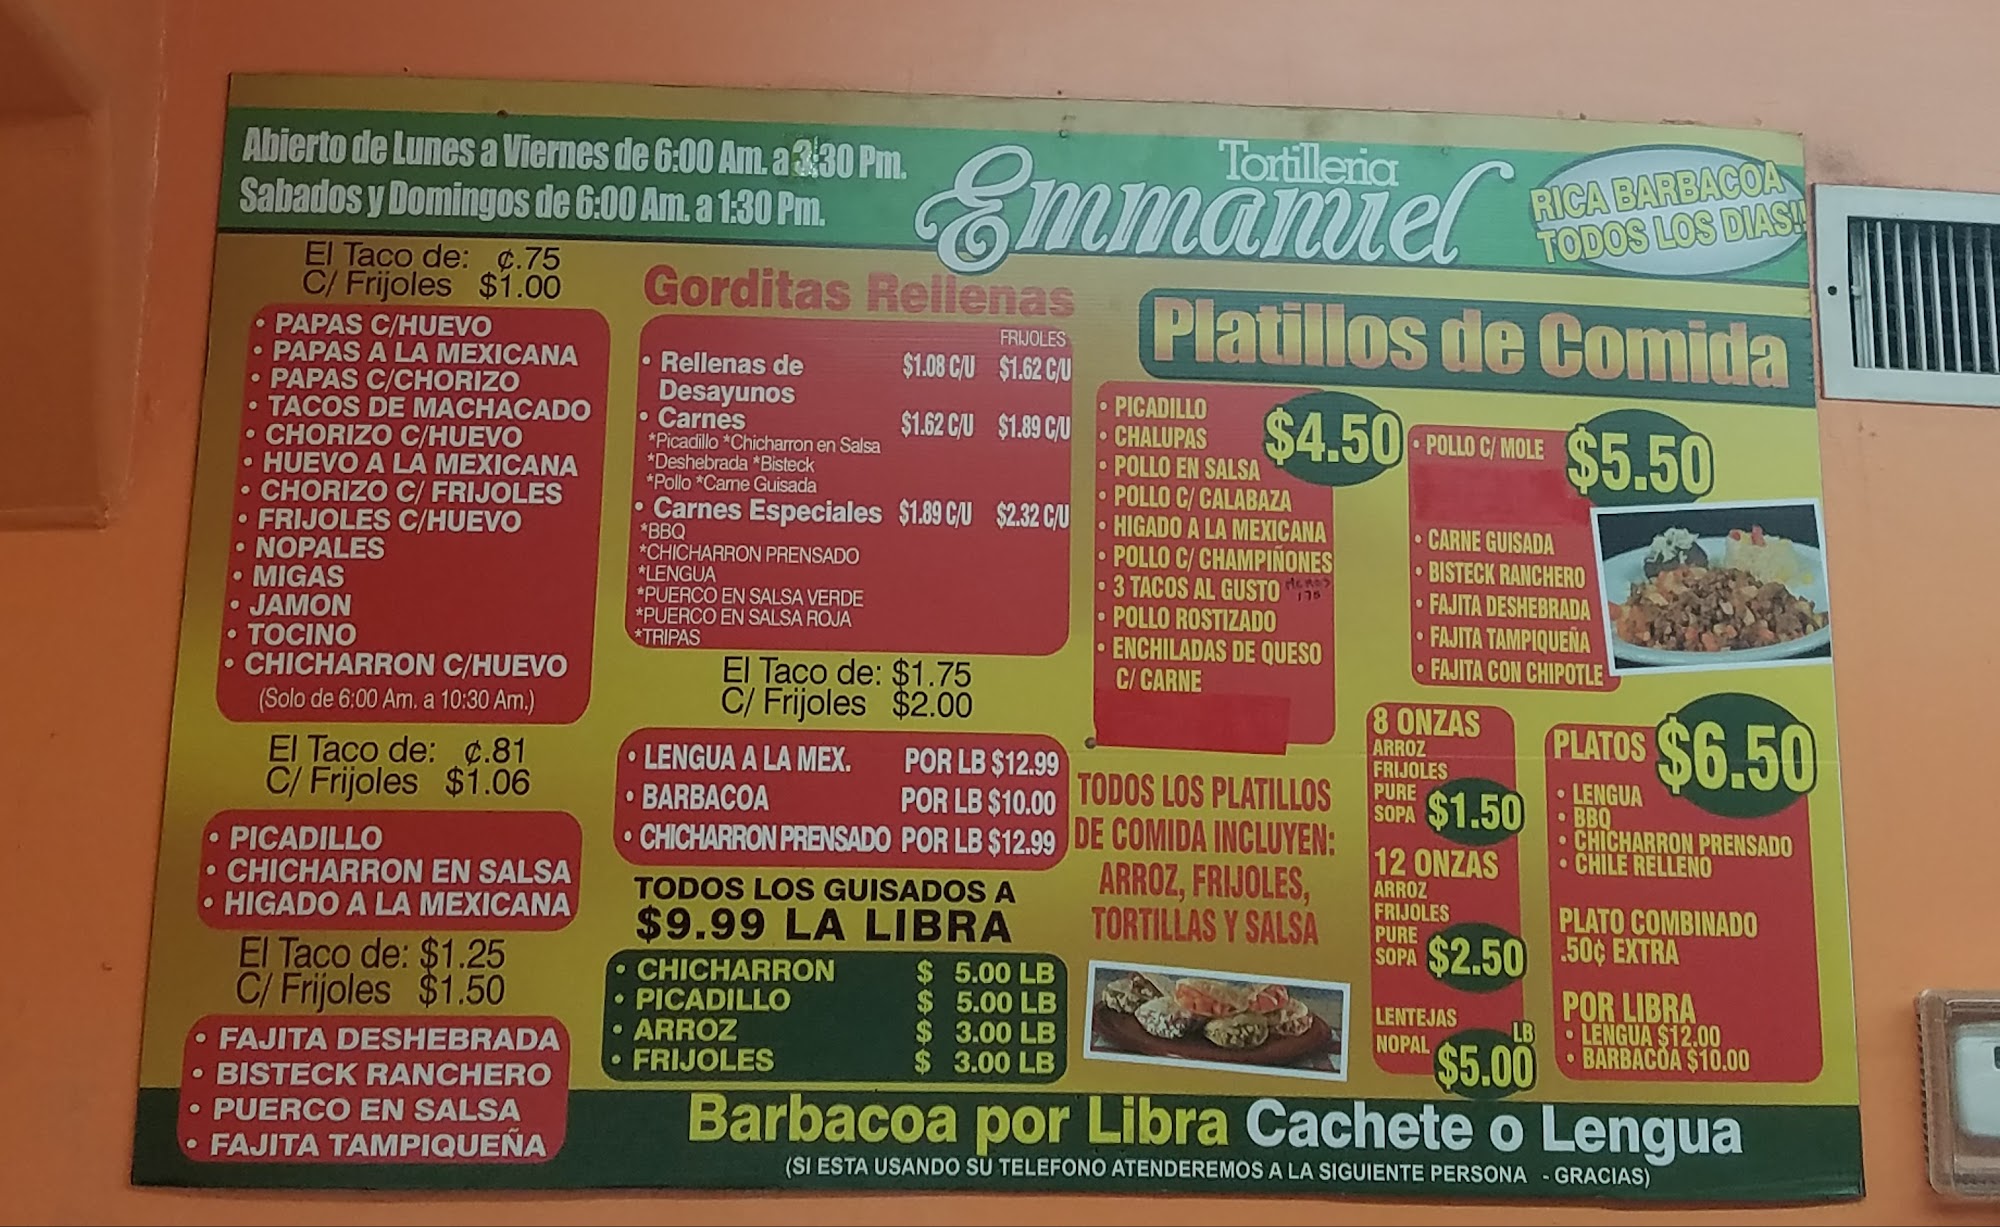 Abierto de Lunes a Viernes de 6:00 Am. a 3:30 Pm.
Sabados y Domingos de 6:00 Am. a 1:30 Pm.
Tortilleria
Emmanuel
RICA BARBACOA
TODOS LOS DIAS!!
El Taco de: ¢.75
C/ Frijoles $1.00
• PAPAS C/HUEVO
• PAPAS A LA MEXICANA
• PAPAS C/CHORIZO
• TACOS DE MACHACADO
• CHORIZO C/HUEVO
• HUEVO A LA MEXICANA
• CHORIZO C/ FRIJOLES
• FRIJOLES C/HUEVO
• NOPALES
• MIGAS
• JAMON
• TOCINO
• CHICHARRON C/HUEVO
(Solo de 6:00 Am. a 10:30 Am.)
El Taco de: ¢.81
C/ Frijoles $1.06
• PICADILLO
• CHICHARRON EN SALSA
• HIGADO A LA MEXICANA
El Taco de: $1.25
C/ Frijoles $1.50
• FAJITA DESHEBRADA
• BISTECK RANCHERO
• PUERCO EN SALSA
• FAJITA TAMPIQUEÑA
Gorditas Rellenas
FRIJOLES
• Rellenas de $1.08 C/U $1.62 C/U
Desayunos
• Carnes $1.62 C/U $1.89 C/U
*Picadillo *Chicharron en Salsa
*Deshebrada *Bisteck
*Pollo *Carne Guisada
• Carnes Especiales $1.89 C/U $2.32 C/U
*BBQ
*CHICHARRON PRENSADO
*LENGUA
*PUERCO EN SALSA VERDE
*PUERCO EN SALSA ROJA
*TRIPAS
El Taco de: $1.75
C/ Frijoles $2.00
• LENGUA A LA MEX. POR LB $12.99
• BARBACOA POR LB $10.00
• CHICHARRON PRENSADO POR LB $12.99
TODOS LOS GUISADOS A
$9.99 LA LIBRA
• CHICHARRON $ 5.00 LB
• PICADILLO $ 5.00 LB
• ARROZ $ 3.00 LB
• FRIJOLES $ 3.00 LB
Platillos de Comida
$4.50
• PICADILLO
• CHALUPAS
• POLLO EN SALSA
• POLLO C/ CALABAZA
• HIGADO A LA MEXICANA
• POLLO C/ CHAMPIÑONES
• 3 TACOS AL GUSTO
• POLLO ROSTIZADO
• ENCHILADAS DE QUESO
C/ CARNE
• POLLO C/ MOLE $5.50
• CARNE GUISADA
• BISTECK RANCHERO
• FAJITA DESHEBRADA
• FAJITA TAMPIQUEÑA
• FAJITA CON CHIPOTLE
TODOS LOS PLATILLOS
DE COMIDA INCLUYEN:
ARROZ, FRIJOLES,
TORTILLAS Y SALSA
8 ONZAS
ARROZ
FRIJOLES
PURE
SOPA $1.50
12 ONZAS
ARROZ
FRIJOLES
PURE
SOPA $2.50
LENTEJAS
NOPAL $5.00 LB
PLATOS $6.50
• LENGUA
• BBQ
• CHICHARRON PRENSADO
• CHILE RELLENO
PLATO COMBINADO
.50¢ EXTRA
POR LIBRA
• LENGUA $12.00
• BARBACOA $10.00
Barbacoa por Libra Cachete o Lengua
(SI ESTA USANDO SU TELEFONO ATENDEREMOS A LA SIGUIENTE PERSONA - GRACIAS)